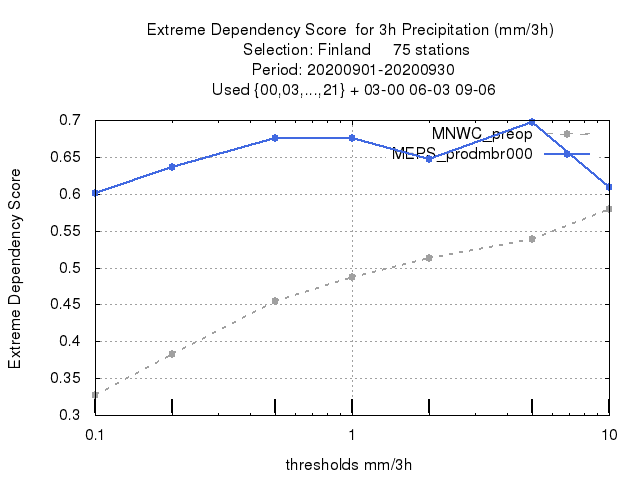 Extreme Dependency Score  for 3h Precipitation (mm/3h)
Selection: Finland     75 stations
Period: 20200901-20200930
Used {00,03,...,21} + 03-00 06-03 09-06
0.7
0.65
0.6
0.55
0.5
0.45
0.4
0.35
0.3
Extreme Dependency Score
MNWC_preop
MEPS_prodmbr000
0.1
1
10
thresholds mm/3h